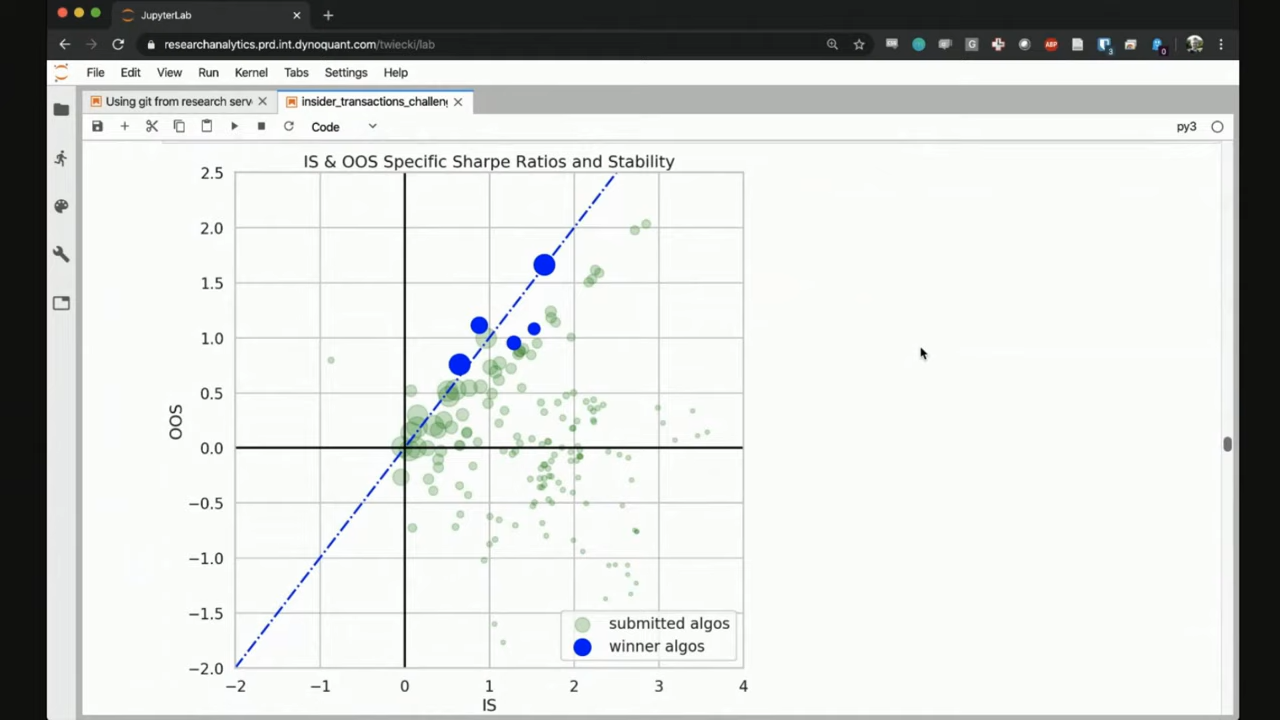 JupyterLab
researchanalytics.prd.int.dynoquant.com/twiecki/lab
G
ABP
3
0
File Edit View Run Kernel Tabs Settings Help
Using git from research serv
insider_transactions_challen
Code
py3
IS & OOS Specific Sharpe Ratios and Stability
2.5
2.0
1.5
1.0
0.5
0.0
−0.5
−1.0
−1.5
−2.0
OOS
submitted algos
winner algos
−2 −1 0 1 2 3 4
IS